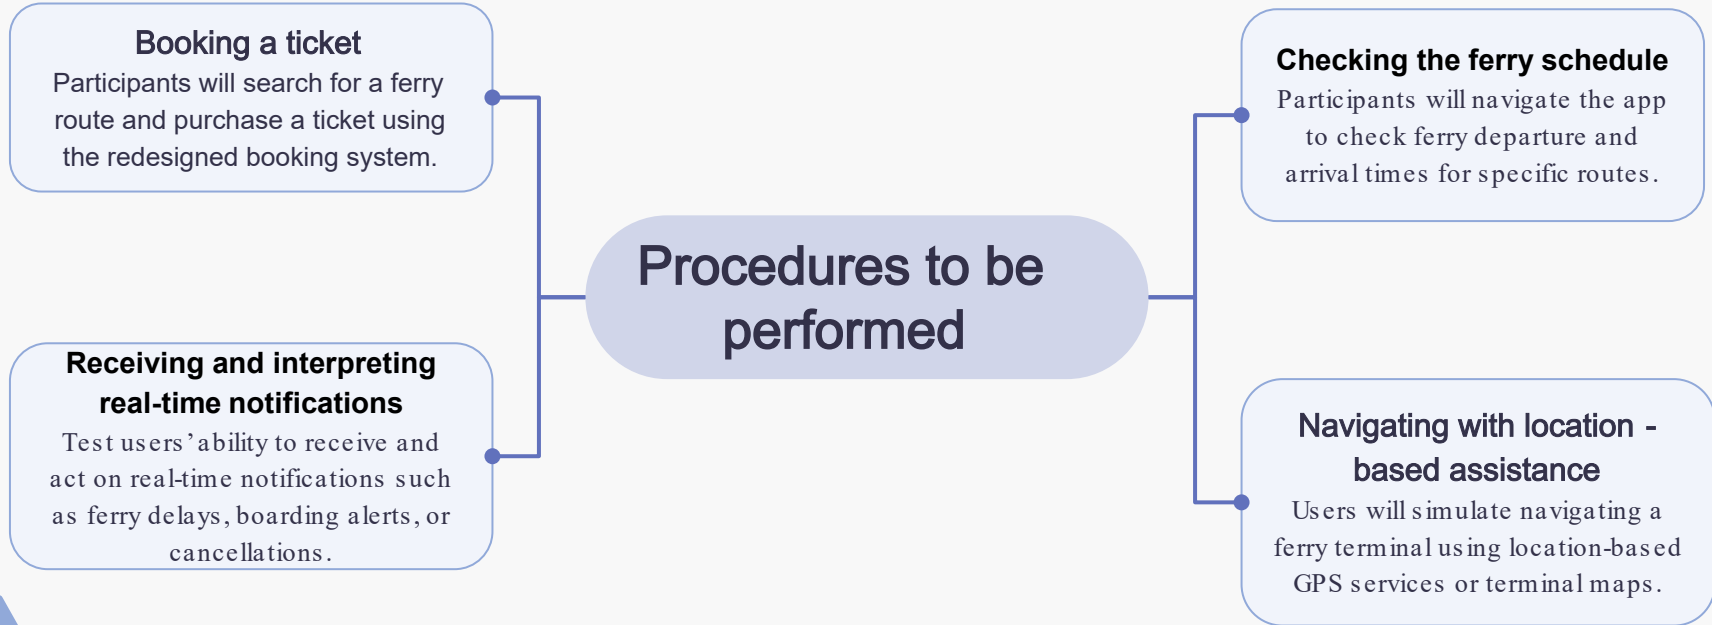 Booking a ticket
Participants will search for a ferry
route and purchase a ticket using
the redesigned booking system.
Checking the ferry schedule
Participants will navigate the app
to check ferry departure and
arrival times for specific routes.
Procedures to be
performed
Receiving and interpreting
real-time notifications
Test users’ ability to receive and
act on real-time notifications such
as ferry delays, boarding alerts, or
cancellations.
Navigating with location -
based assistance
Users will simulate navigating a
ferry terminal using location-based
GPS services or terminal maps.